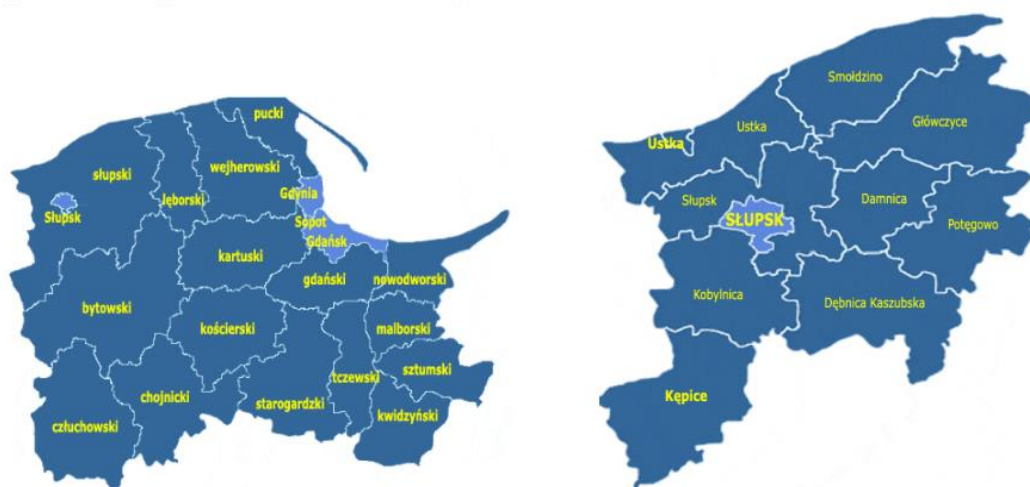 pucki
słupski
wejherowski
lęborski
Gdynia
Słupsk
Sopot
Gdańsk
kartuski
gdański
nowodworski
bytowski
kościerski
malborski
sztumski
tczewski
chojnicki
starogardzki
kwidzyński
człuchowski
Smołdzino
Ustka
Główczyce
Ustka
Słupsk
SŁUPSK
Damnica
Potęgowo
Kobylnica
Dębnica Kaszubska
Kępice